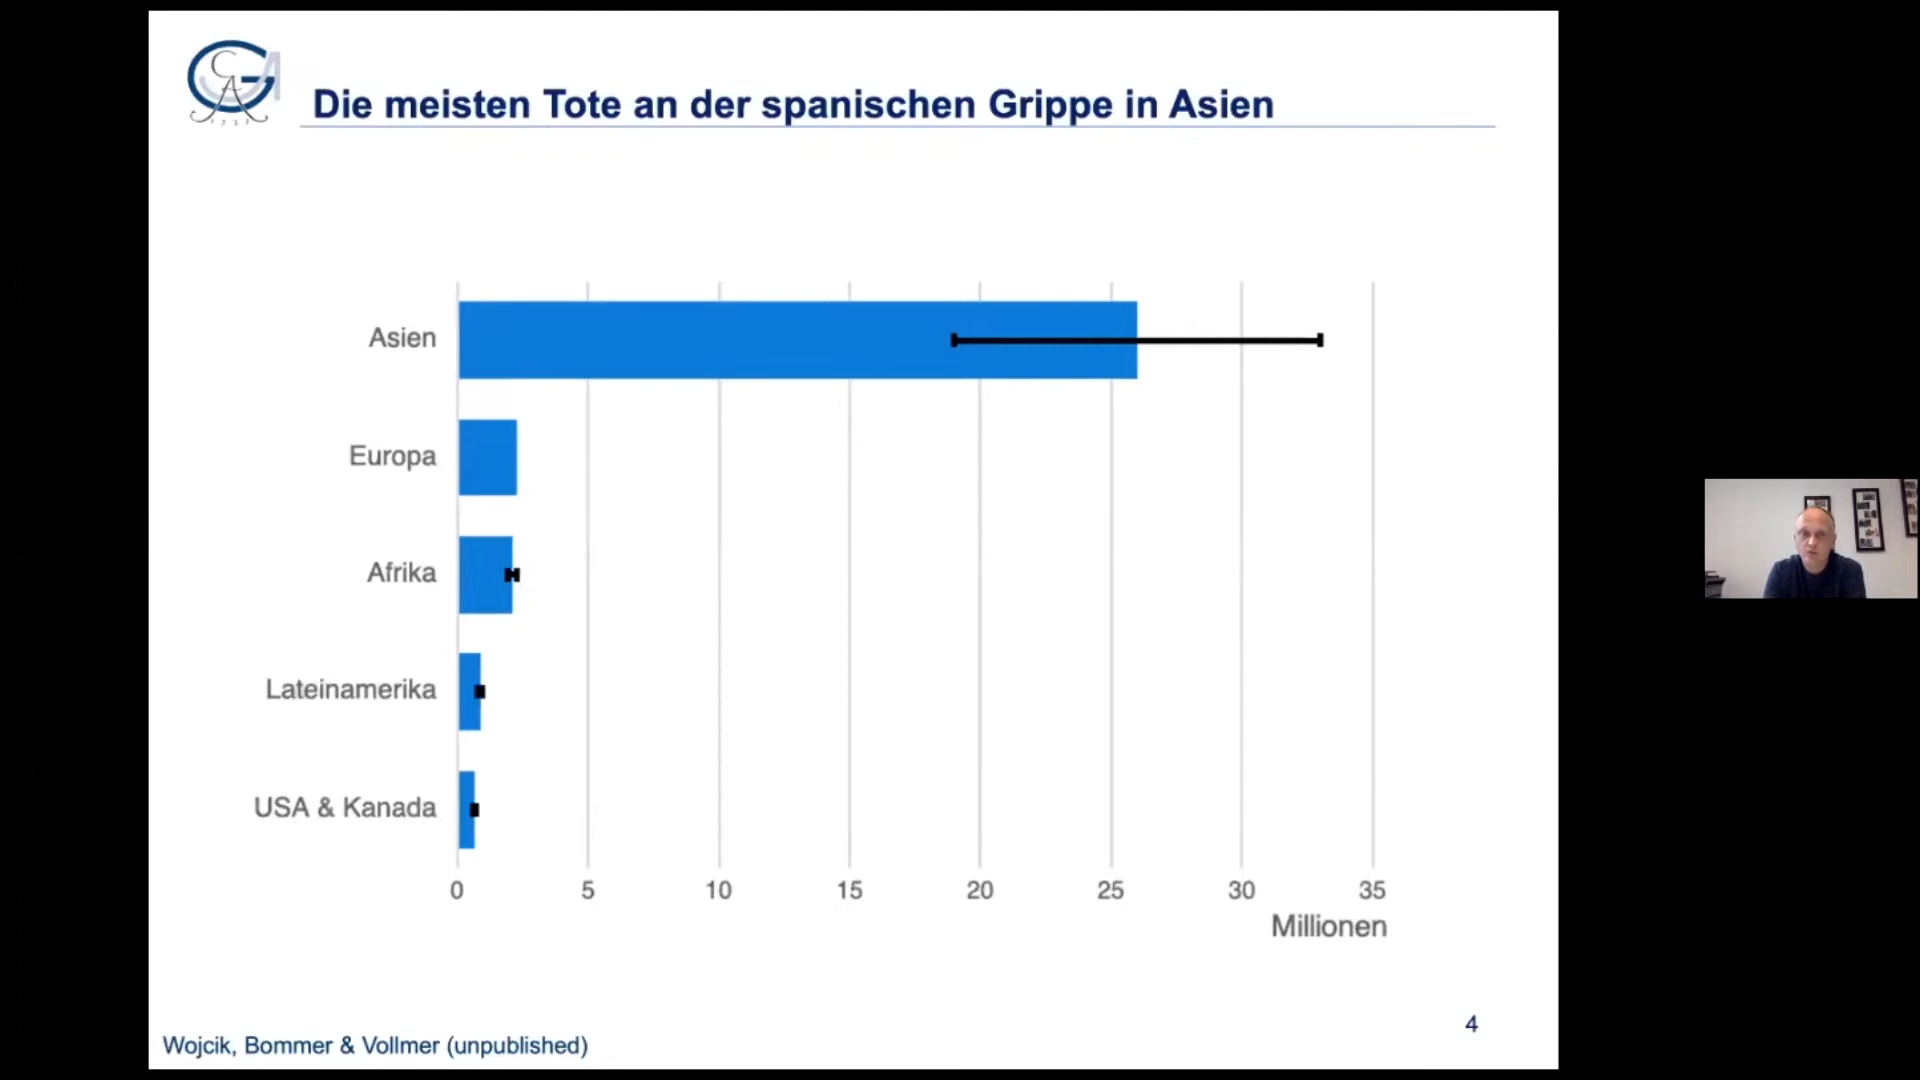 Die meisten Tote an der spanischen Grippe in Asien
Asien
Europa
Afrika
Lateinamerika
USA & Kanada
0 5 10 15 20 25 30 35
Millionen
4
Wojcik, Bommer & Vollmer (unpublished)